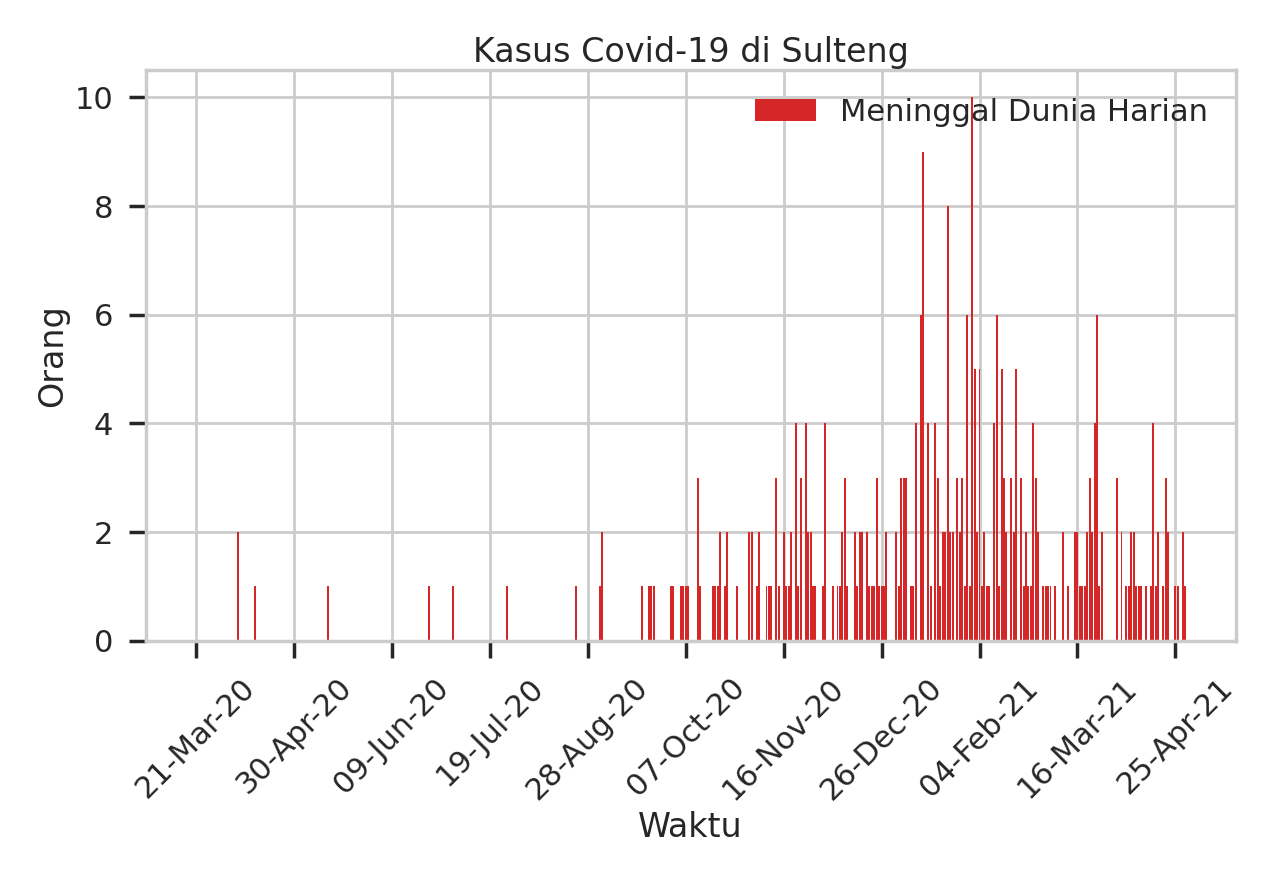 Kasus Covid-19 di Sulteng
Meninggal Dunia Harian
Orang
10
8
6
4
2
0
21-Mar-20
30-Apr-20
09-Jun-20
19-Jul-20
28-Aug-20
07-Oct-20
16-Nov-20
26-Dec-20
04-Feb-21
16-Mar-21
25-Apr-21
Waktu